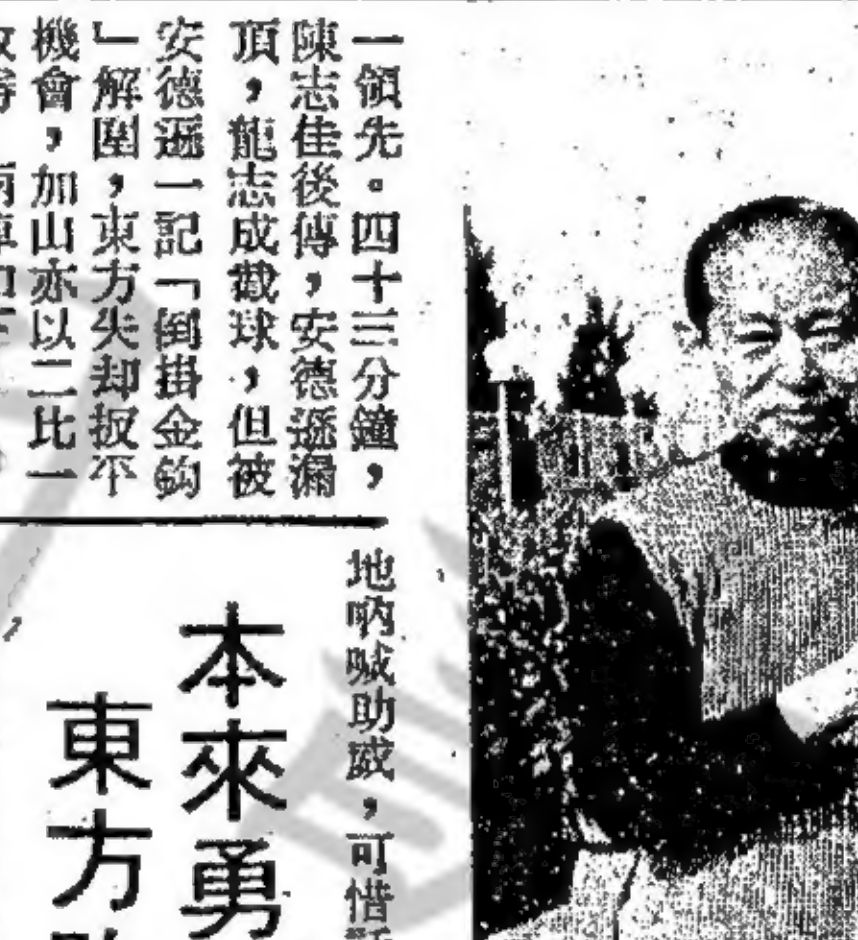 一領先。四十三分鐘，
陳志佳後傳，安德遜漏
頂，龍志成截球，但被
安德遜一記「倒掛金鈎
」解圍，東方失却扳平
機會，加山亦以二比一
地吶喊助威，可惜
本來勇
東方